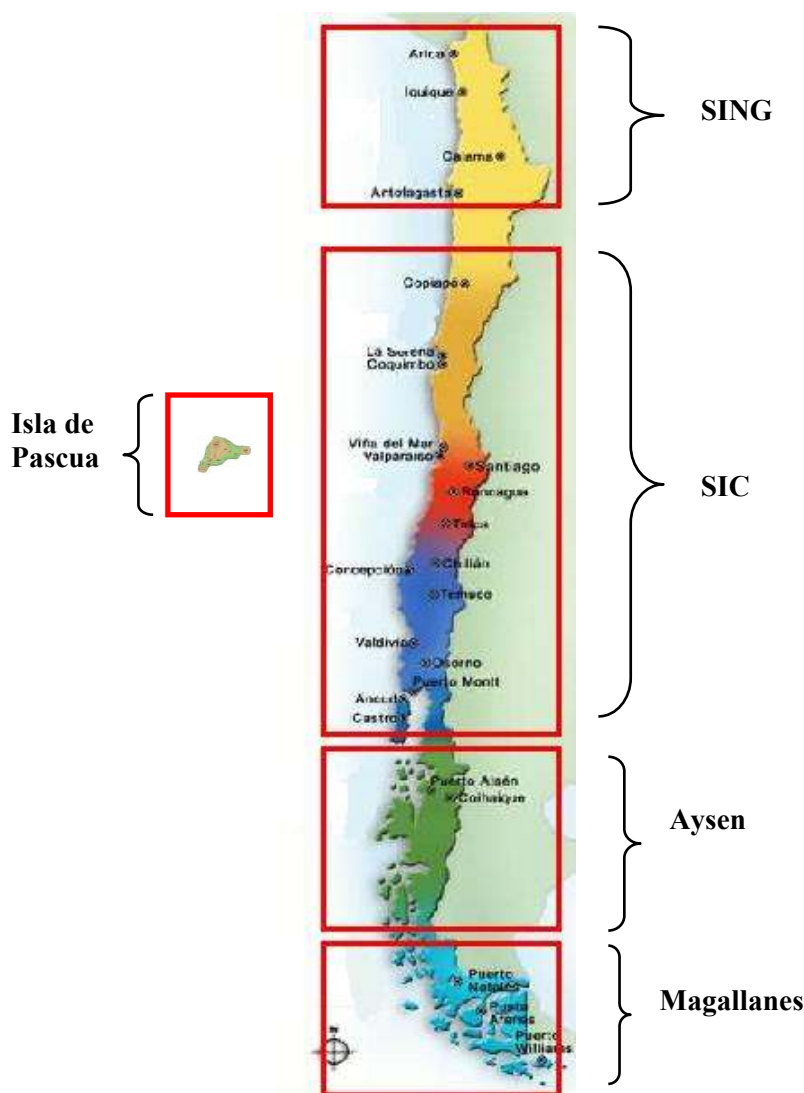 Arica
Iquique
SING
Calama
Antofagasta
Copiapó
La Serena
Coquimbo
Isla de
Pascua
Viña del Mar
Valparaíso
Santiago
SIC
Rancagua
Talca
Chillán
Concepción
Temuco
Valdivia
Osorno
Puerto Montt
Ancud
Castro
Puerto Aisén
Coihaique
Aysen
Puerto
Natales
Magallanes
Punta
Arenas
Puerto
Williams
N